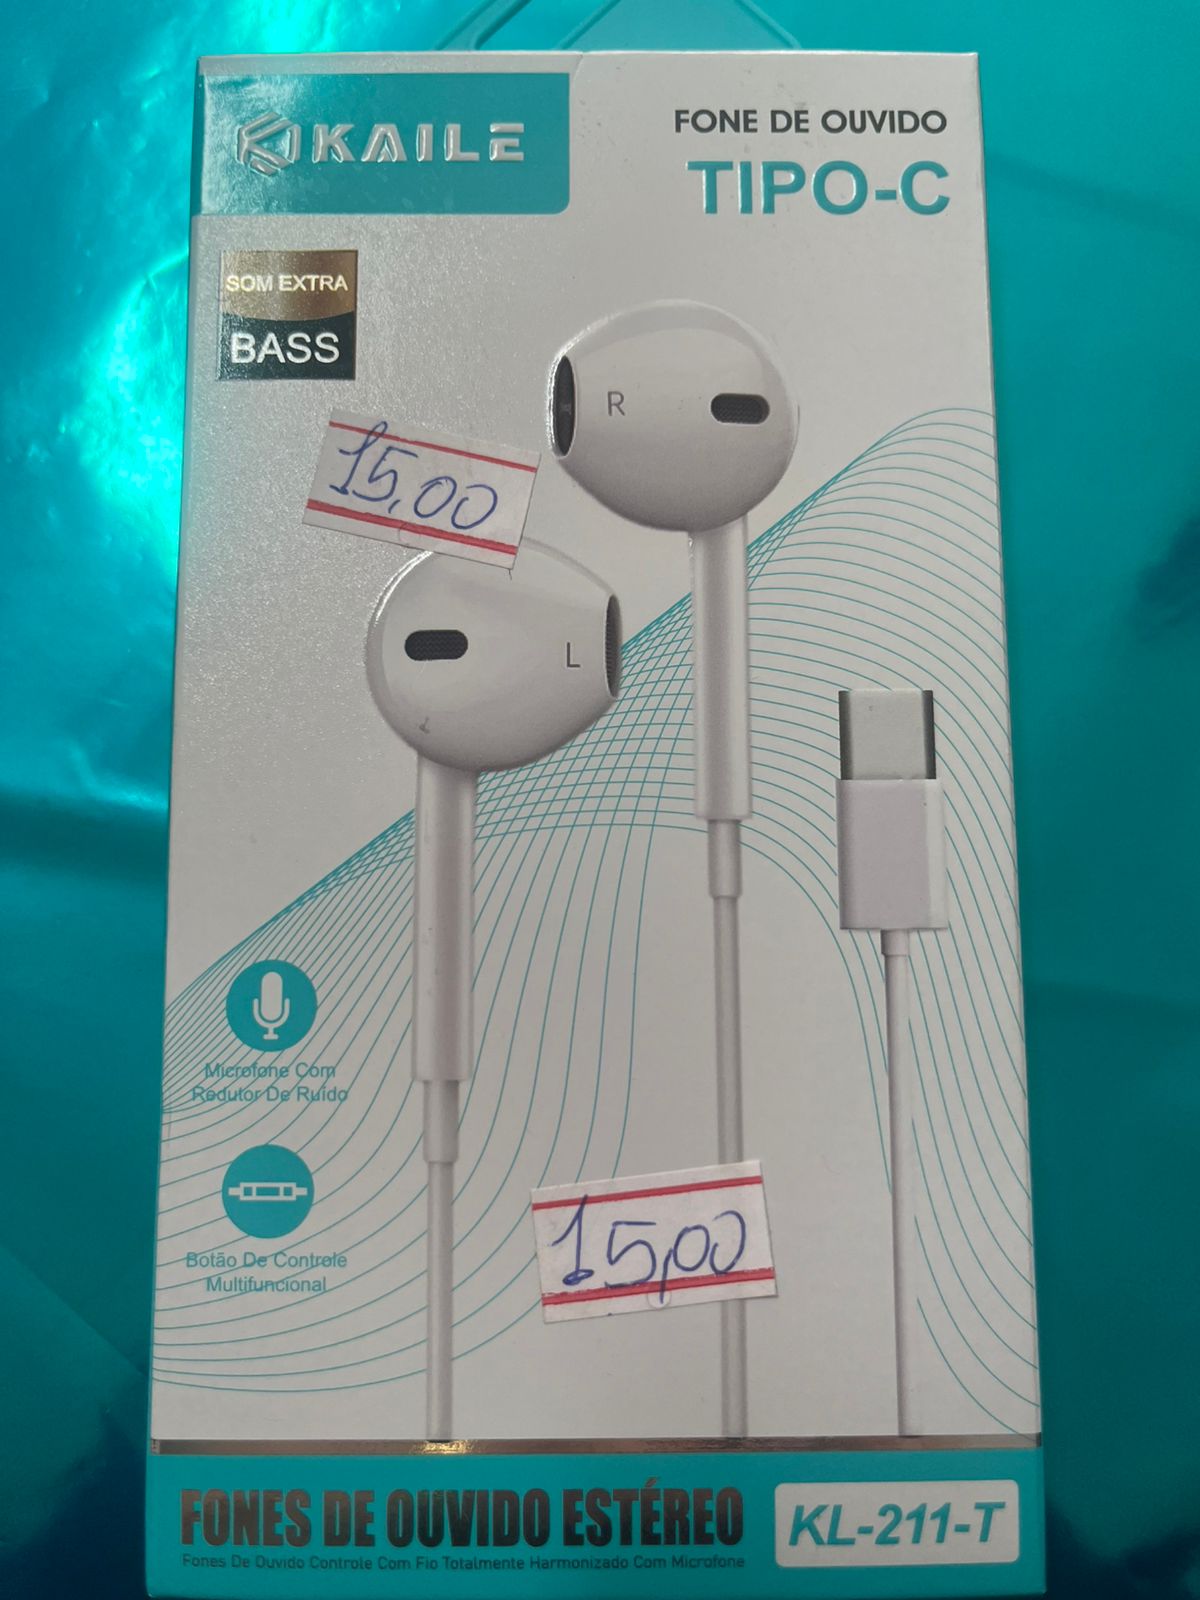 KAILE
FONE DE OUVIDO
TIPO-C
SOM EXTRA
BASS
R
15,00
L
Microfone Com
Redutor De Ruído
15,00
Botão De Controle
Multifuncional
FONES DE OUVIDO ESTÉREO
Fones De Ouvido Controle Com Fio Totalmente Harmonizado Com Microfone
KL-211-T